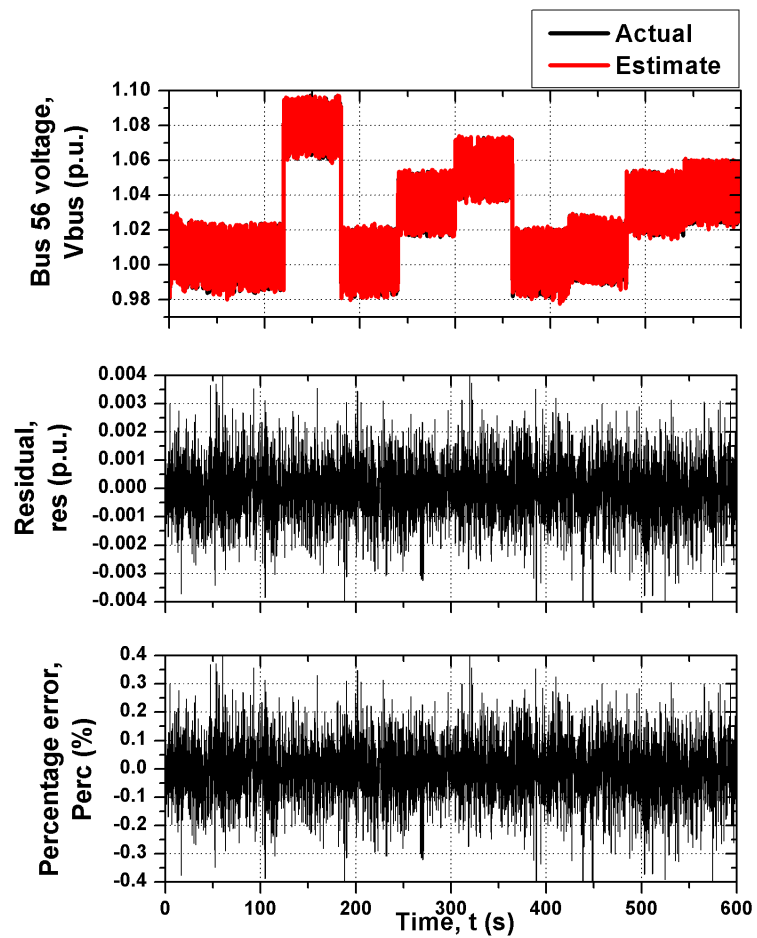 Actual
Estimate
Bus 56 voltage,
Vbus (p.u.)
1.10
1.08
1.06
1.04
1.02
1.00
0.98
Residual,
res (p.u.)
0.004
0.003
0.002
0.001
0.000
-0.001
-0.002
-0.003
-0.004
Percentage error,
Perc (%)
0.4
0.3
0.2
0.1
0.0
-0.1
-0.2
-0.3
-0.4
0 100 200 300 400 500 600
Time, t (s)